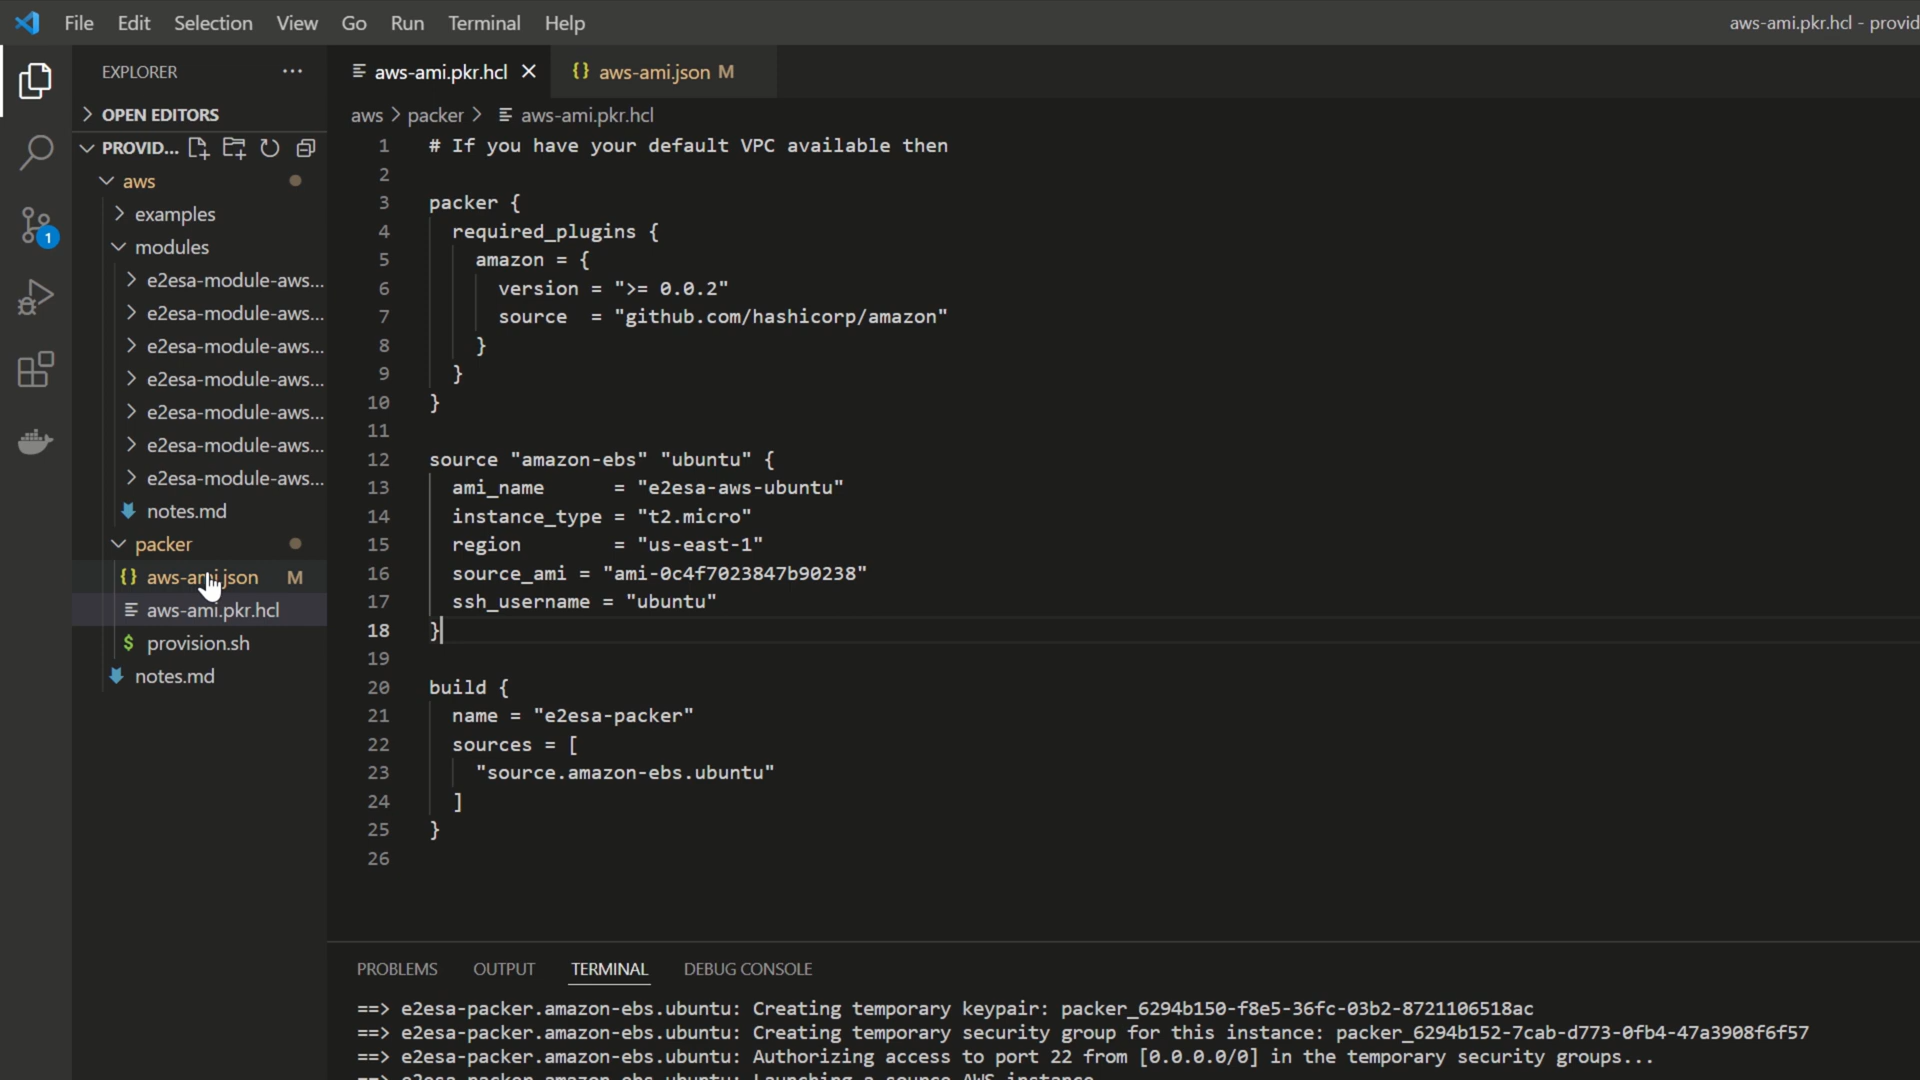 File Edit Selection View Go Run Terminal Help
aws-ami.pkr.hcl - provid
EXPLORER
OPEN EDITORS
PROVID...
aws
examples
modules
e2esa-module-aws...
e2esa-module-aws...
e2esa-module-aws...
e2esa-module-aws...
e2esa-module-aws...
e2esa-module-aws...
e2esa-module-aws...
notes.md
packer
aws-ami.json M
aws-ami.pkr.hcl
provision.sh
notes.md
1
aws-ami.pkr.hcl
aws-ami.json M
aws > packer > aws-ami.pkr.hcl
1 # If you have your default VPC available then
2
3 packer {
4 required_plugins {
5 amazon = {
6 version = ">= 0.0.2"
7 source = "github.com/hashicorp/amazon"
8 }
9 }
10 }
11
12 source "amazon-ebs" "ubuntu" {
13 ami_name = "e2esa-aws-ubuntu"
14 instance_type = "t2.micro"
15 region = "us-east-1"
16 source_ami = "ami-0c4f7023847b90238"
17 ssh_username = "ubuntu"
18 }
19
20 build {
21 name = "e2esa-packer"
22 sources = [
23 "source.amazon-ebs.ubuntu"
24 ]
25 }
26
PROBLEMS OUTPUT TERMINAL DEBUG CONSOLE
==> e2esa-packer.amazon-ebs.ubuntu: Creating temporary keypair: packer_6294b150-f8e5-36fc-03b2-8721106518ac
==> e2esa-packer.amazon-ebs.ubuntu: Creating temporary security group for this instance: packer_6294b152-7cab-d773-0fb4-47a3908f6f57
==> e2esa-packer.amazon-ebs.ubuntu: Authorizing access to port 22 from [0.0.0.0/0] in the temporary security groups...
==> e2esa-packer.amazon-ebs.ubuntu: Launching a source AWS instance